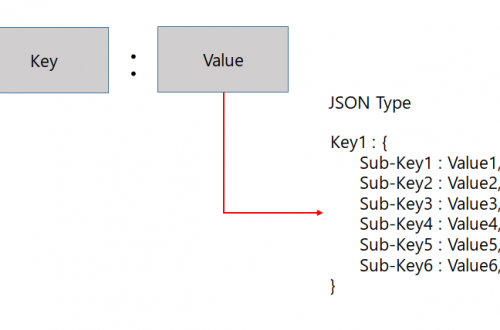 Key : Value
JSON Type
Key1 : {
Sub-Key1 : Value1,
Sub-Key2 : Value2,
Sub-Key3 : Value3,
Sub-Key4 : Value4,
Sub-Key5 : Value5,
Sub-Key6 : Value6,
}